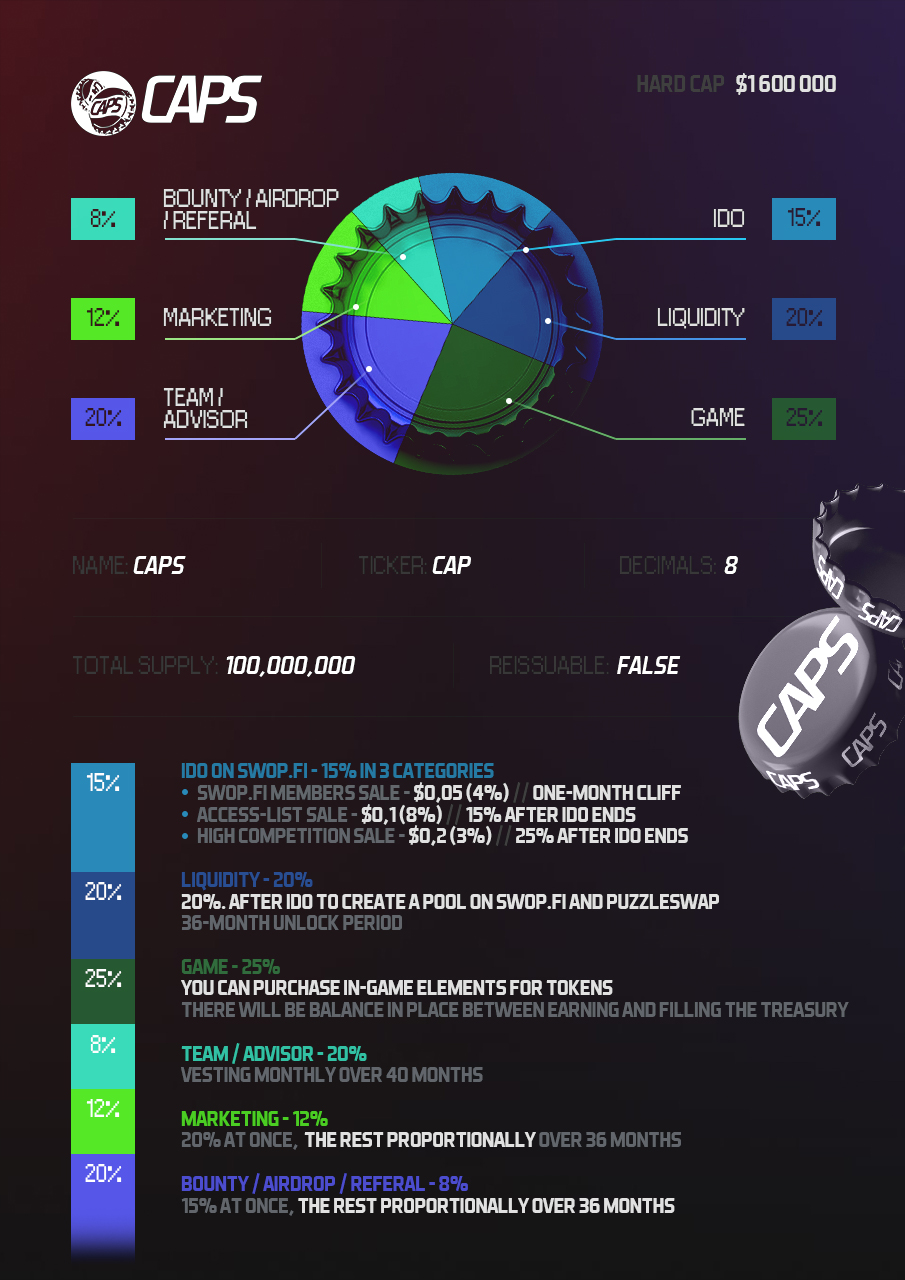 CAPS
CAPS
HARD CAP $1600 000
8%
BOUNTY / AIRDROP
/ REFERAL
IDO
15%
12%
MARKETING
LIQUIDITY
20%
20%
TEAM /
ADVISOR
GAME
25%
NAME: CAPS
TICKER: CAP
DECIMALS: 8
TOTAL SUPPLY: 100,000,000
REISSUABLE: FALSE
CAPS
CAPS
CAPS
CAPS
CAPS
15%
IDO ON SWOP.FI - 15% IN 3 CATEGORIES
• SWOP.FI MEMBERS SALE - $0,05 (4%) // ONE-MONTH CLIFF
• ACCESS-LIST SALE - $0,1 (8%) // 15% AFTER IDO ENDS
• HIGH COMPETITION SALE - $0,2 (3%) // 25% AFTER IDO ENDS
20%
LIQUIDITY - 20%
20%. AFTER IDO TO CREATE A POOL ON SWOP.FI AND PUZZLESWAP
36-MONTH UNLOCK PERIOD
25%
GAME - 25%
YOU CAN PURCHASE IN-GAME ELEMENTS FOR TOKENS
THERE WILL BE BALANCE IN PLACE BETWEEN EARNING AND FILLING THE TREASURY
8%
TEAM / ADVISOR - 20%
VESTING MONTHLY OVER 40 MONTHS
12%
MARKETING - 12%
20% AT ONCE, THE REST PROPORTIONALLY OVER 36 MONTHS
20%
BOUNTY / AIRDROP / REFERAL - 8%
15% AT ONCE, THE REST PROPORTIONALLY OVER 36 MONTHS